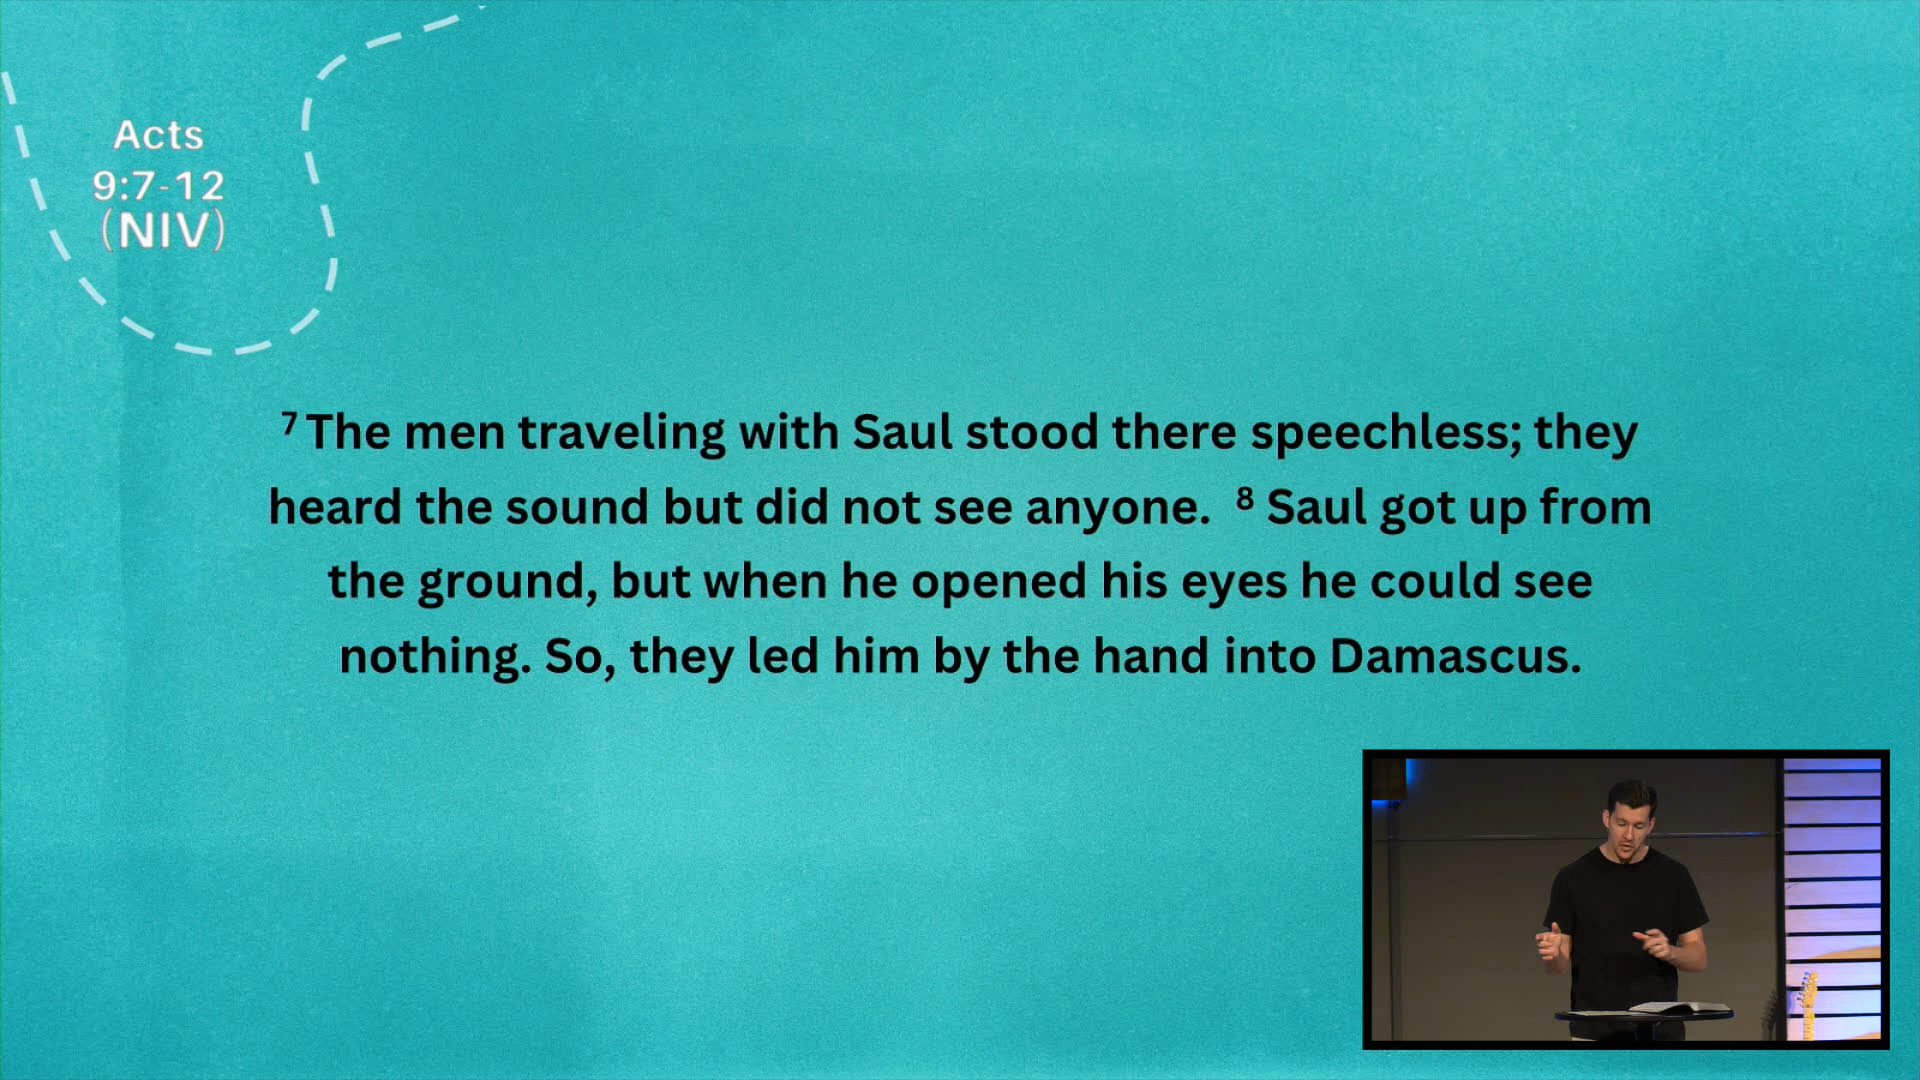 Acts
9:7-12
(NIV)
⁷ The men traveling with Saul stood there speechless; they
heard the sound but did not see anyone. ⁸ Saul got up from
the ground, but when he opened his eyes he could see
nothing. So, they led him by the hand into Damascus.